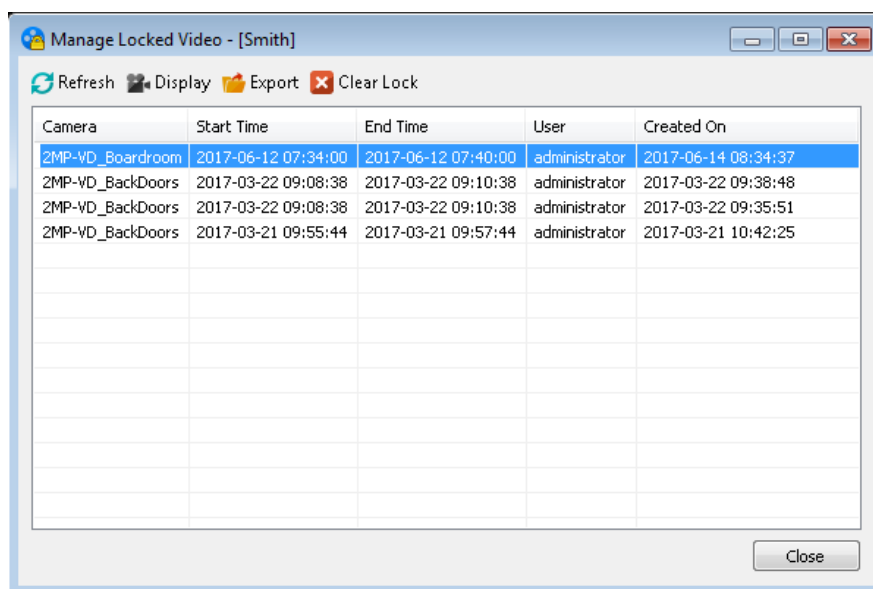 Manage Locked Video - [Smith]
Refresh Display Export Clear Lock
Camera Start Time End Time User Created On
2MP-VD_Boardroom 2017-06-12 07:34:00 2017-06-12 07:40:00 administrator 2017-06-14 08:34:37
2MP-VD_BackDoors 2017-03-22 09:08:38 2017-03-22 09:10:38 administrator 2017-03-22 09:38:48
2MP-VD_BackDoors 2017-03-22 09:08:38 2017-03-22 09:10:38 administrator 2017-03-22 09:35:51
2MP-VD_BackDoors 2017-03-21 09:55:44 2017-03-21 09:57:44 administrator 2017-03-21 10:42:25
Close